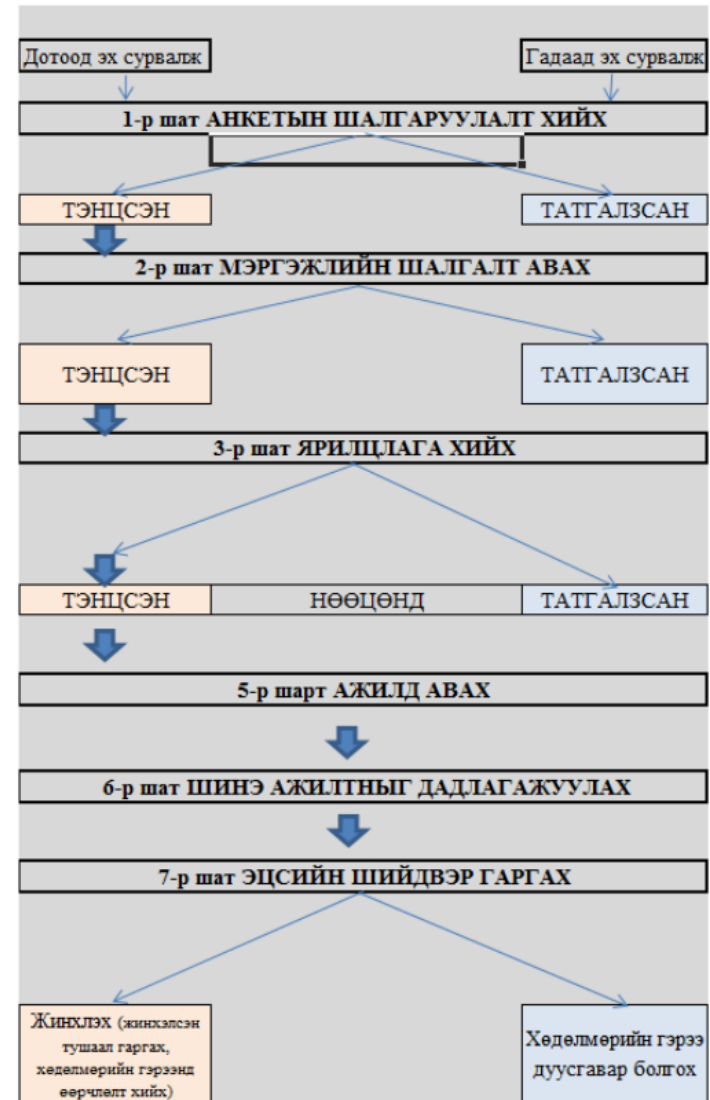 Дотоод эх сурвалж
Гадаад эх сурвалж
1-р шат АНКЕТЫН ШАЛГАРУУЛАЛТ ХИЙХ
ТЭНЦСЭН
ТАТГАЛЗСАН
2-р шат МЭРГЭЖЛИЙН ШАЛГАЛТ АВАХ
ТЭНЦСЭН
ТАТГАЛЗСАН
3-р шат ЯРИЛЦЛАГА ХИЙХ
ТЭНЦСЭН
НӨӨЦӨНД
ТАТГАЛЗСАН
5-р шарт АЖИЛД АВАХ
6-р шат ШИНЭ АЖИЛТНЫГ ДАДЛАГАЖУУЛАХ
7-р шат ЭЦСИЙН ШИЙДВЭР ГАРГАХ
Жинхлэх (жинхэлсэн
тушаал гаргах,
хөдөлмөрийн гэрээнд
өөрчлөлт хийх)
Хөдөлмөрийн гэрээ
дуусгавар болгох